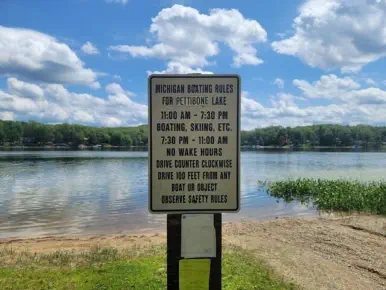 MICHIGAN BOATING RULES
FOR PETTIBONE LAKE
11:00 AM - 7:30 PM
BOATING, SKIING, ETC.
7:30 PM - 11:00 AM
NO WAKE HOURS
DRIVE COUNTER CLOCKWISE
DRIVE 100 FEET FROM ANY
BOAT OR OBJECT
OBSERVE SAFETY RULES